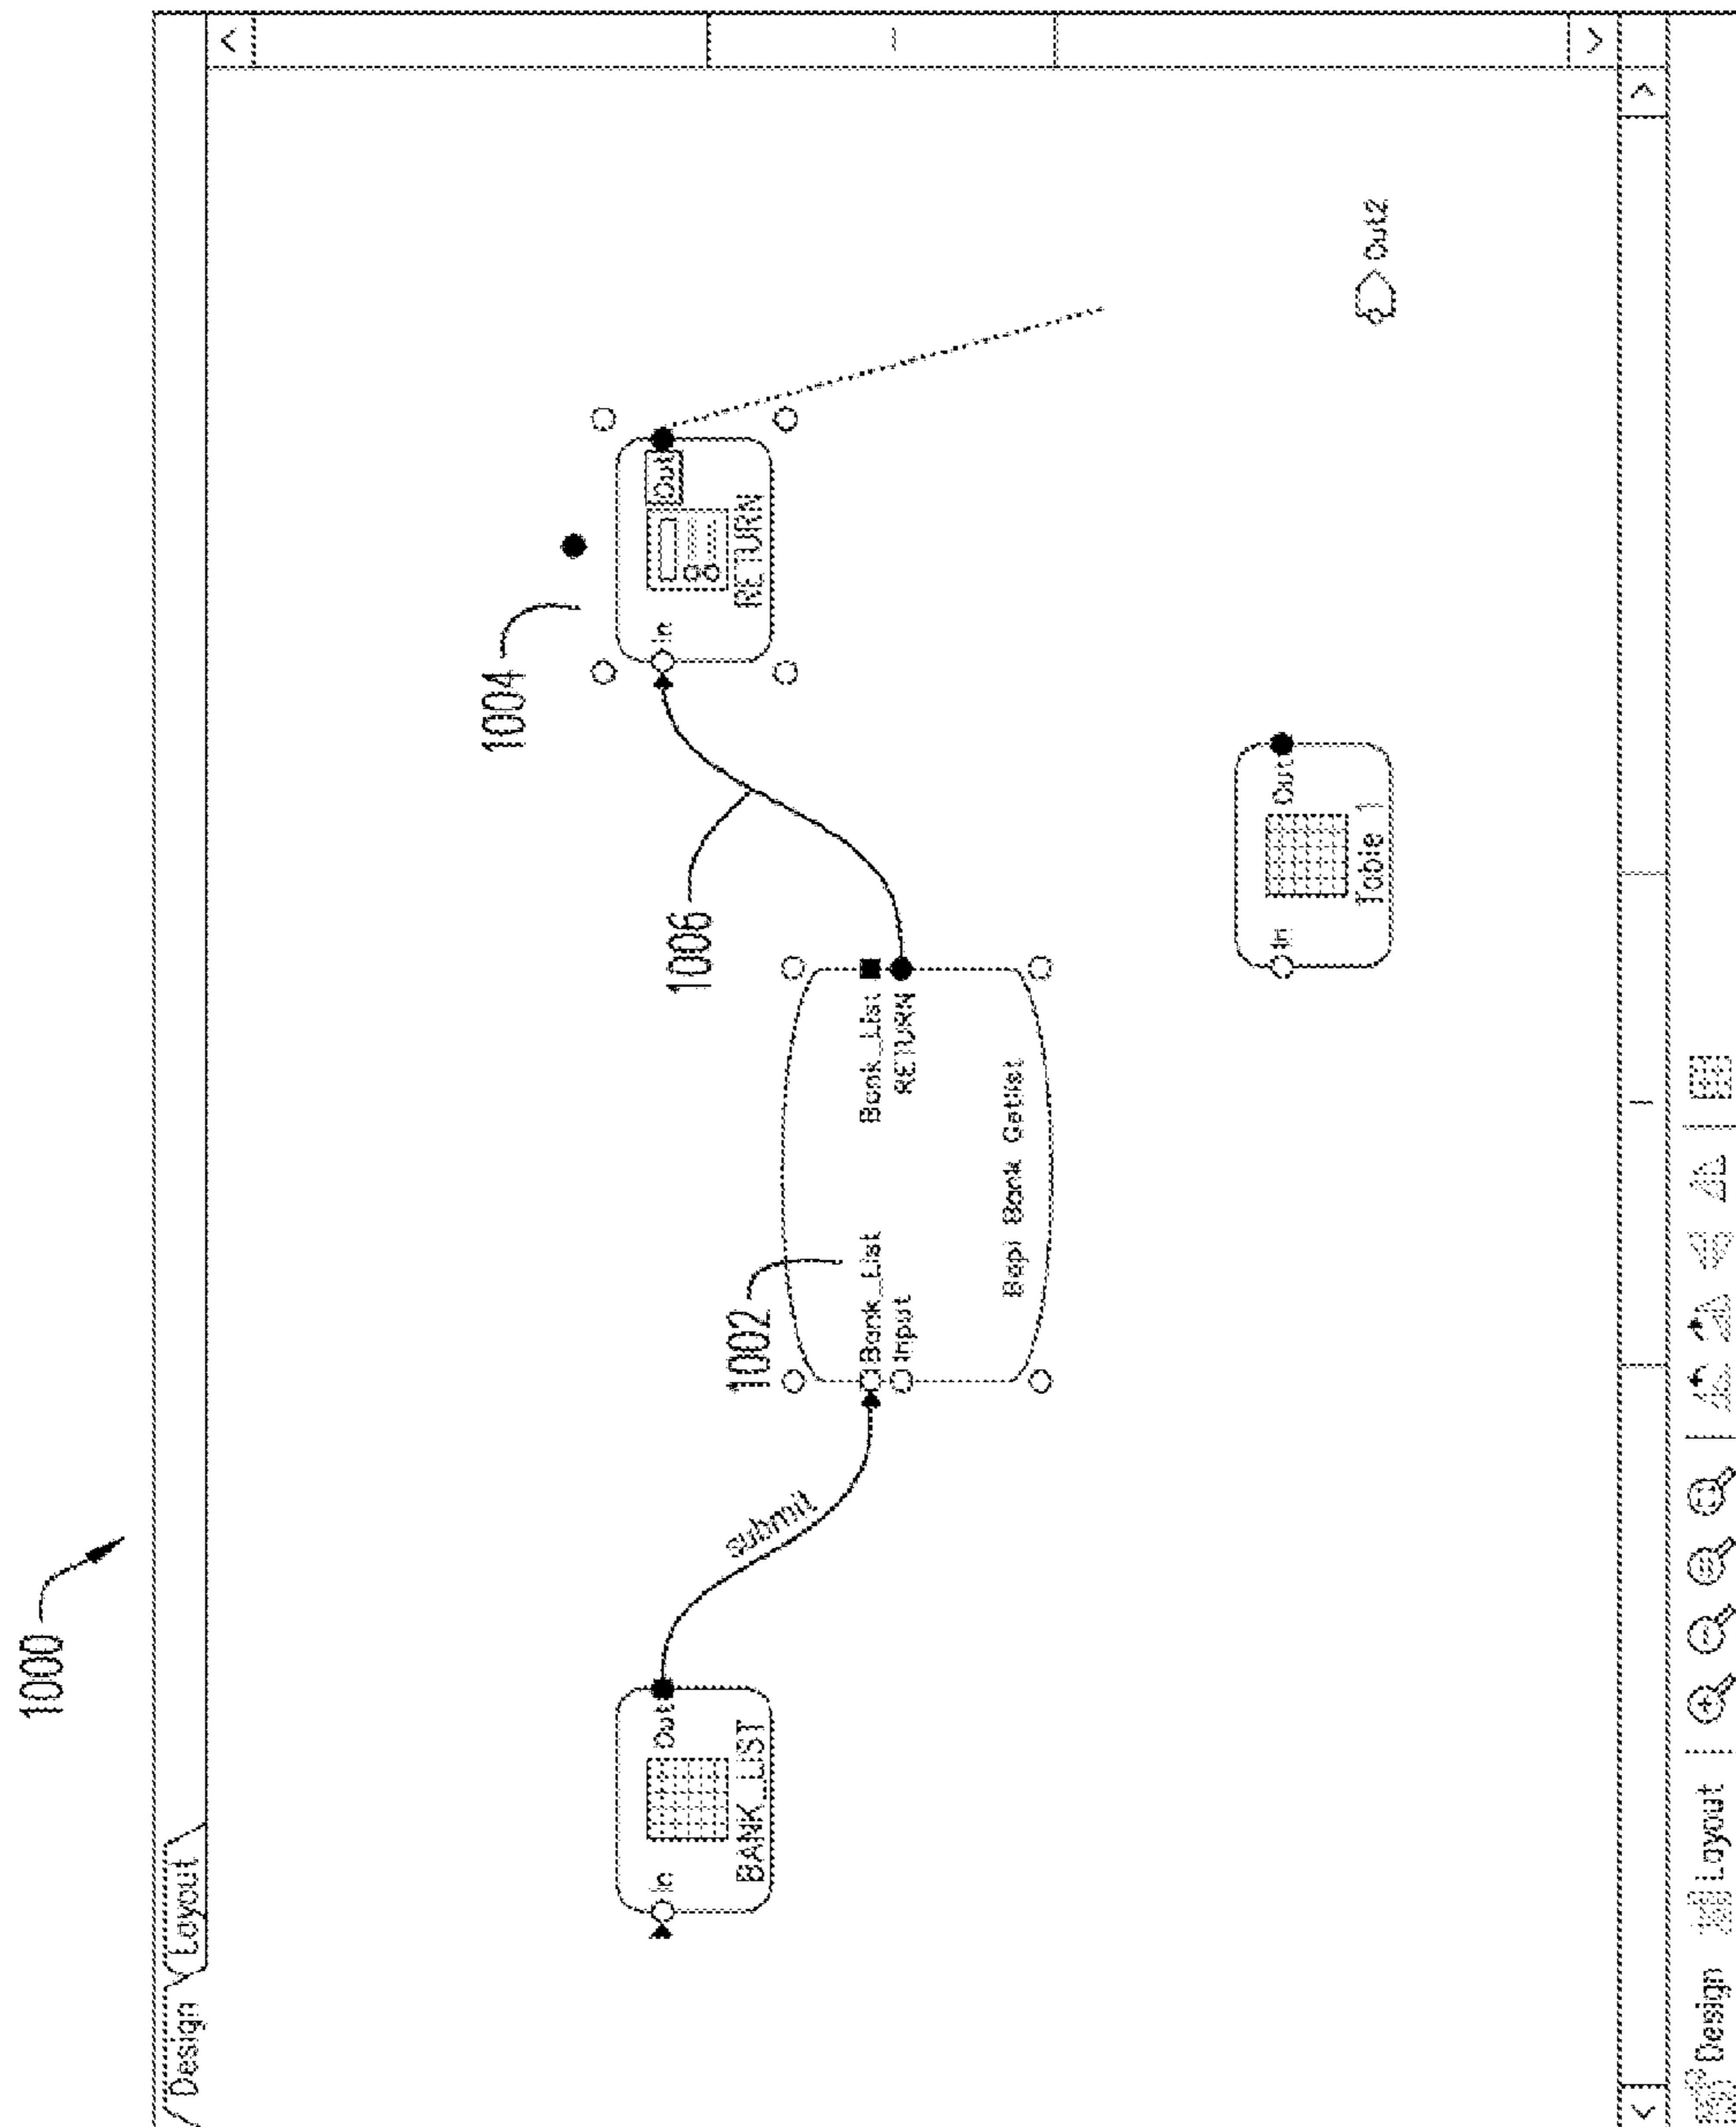 1000
Design Layout
1004
In Out
RETURN
1006
In Out
BANK_LIST
submit
1002
Bank_List Bank_List
Input RETURN
Bapi Bank Getlist
In Out
Table 1
Out2
Design Layout